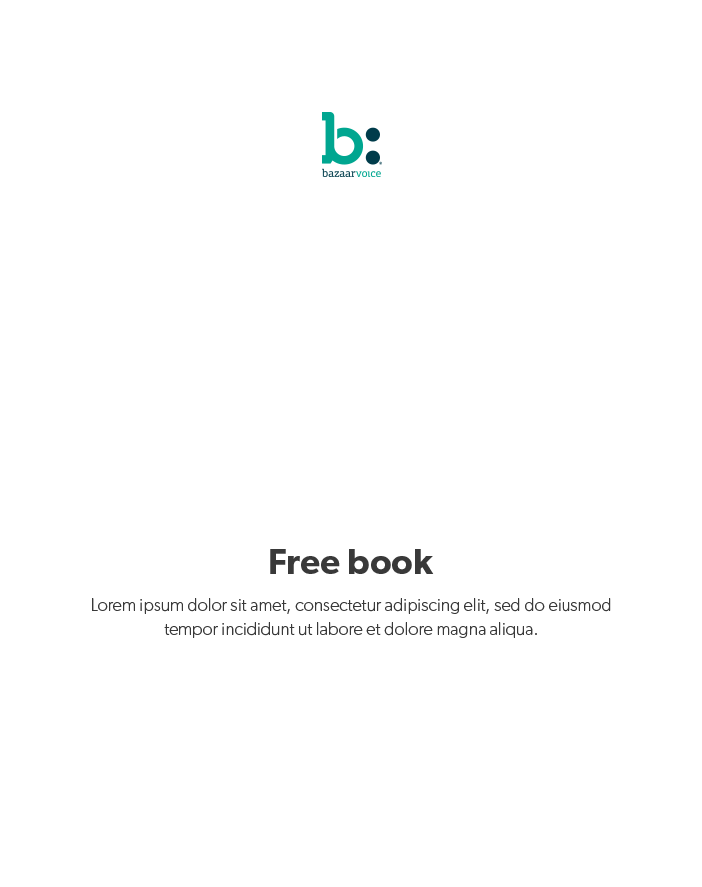 b:
bazaarvoice
Free book
Lorem ipsum dolor sit amet, consectetur adipiscing elit, sed do eiusmod
tempor incididunt ut labore et dolore magna aliqua.